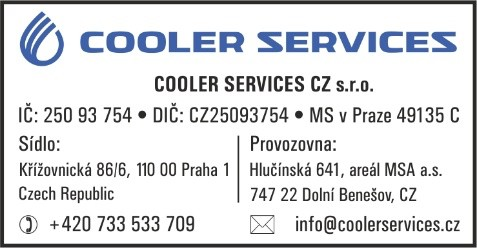 COOLER SERVICES
COOLER SERVICES CZ s.r.o.
IČ: 250 93 754 • DIČ: CZ25093754 • MS v Praze 49135 C
Sídlo:
Křížovnická 86/6, 110 00 Praha 1
Czech Republic
Provozovna:
Hlučínská 641, areál MSA a.s.
747 22 Dolní Benešov, CZ
+420 733 533 709
info@coolerservices.cz